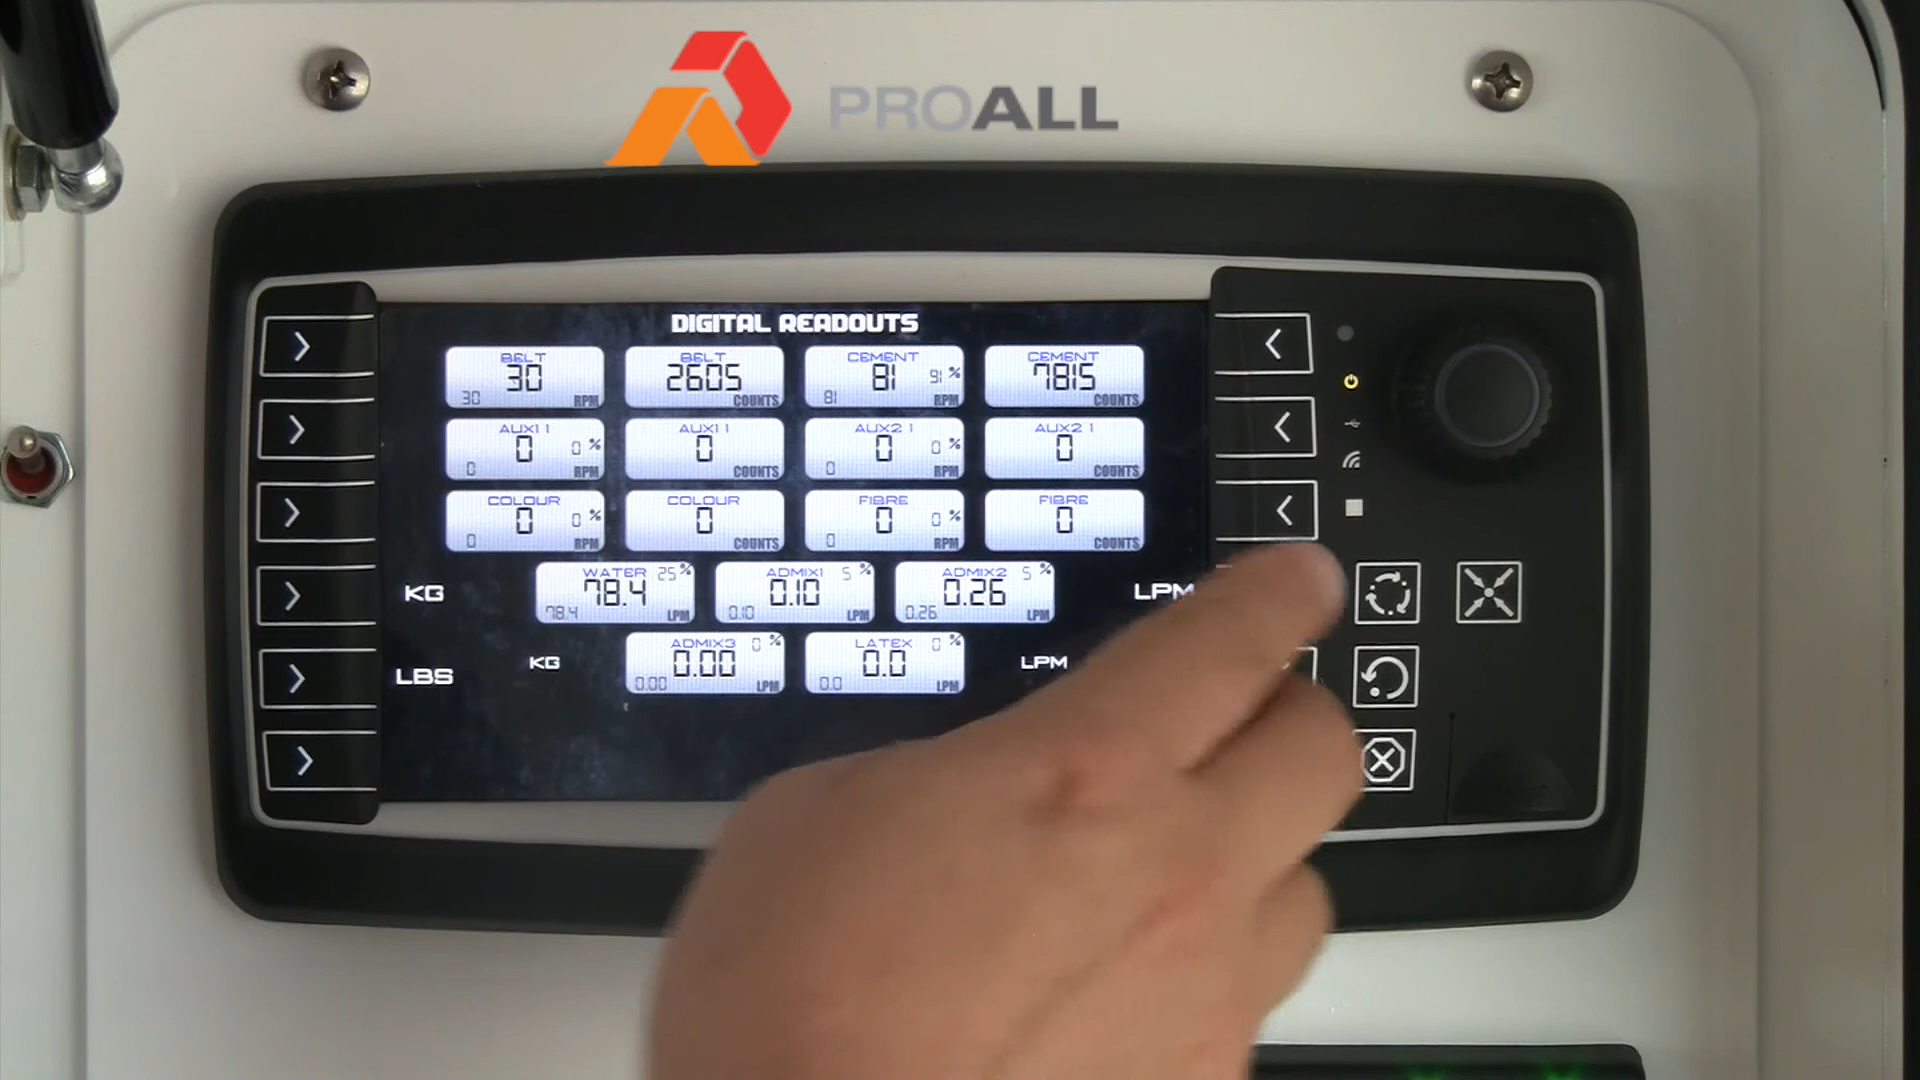 PROALL
DIGITAL READOUTS
BELT
30
30 RPM
BELT
2605
COUNTS
CEMENT
81 91 %
81 RPM
CEMENT
7815
COUNTS
AUX1 1
0 0 %
0 RPM
AUX1 1
0
COUNTS
AUX2 1
0 0 %
0 RPM
AUX2 1
0
COUNTS
COLOUR
0 0 %
0 RPM
COLOUR
0
COUNTS
FIBRE
0 0 %
0 RPM
FIBRE
0
COUNTS
KG
WATER 25 %
78.4
78.4 LPM
ADMIX1 5 %
0.10
0.10 LPM
ADMIX2 5 %
0.26
0.26 LPM
LPM
LBS
KG
ADMIX3 0 %
0.00
0.00 LPM
LATEX 0 %
0.0
0.0 LPM
LPM